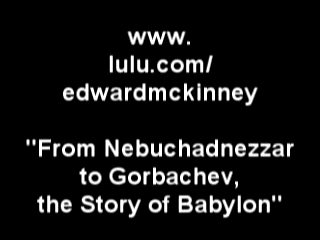 www.
lulu.com/
edwardmckinney
"From Nebuchadnezzar
to Gorbachev,
the Story of Babylon"